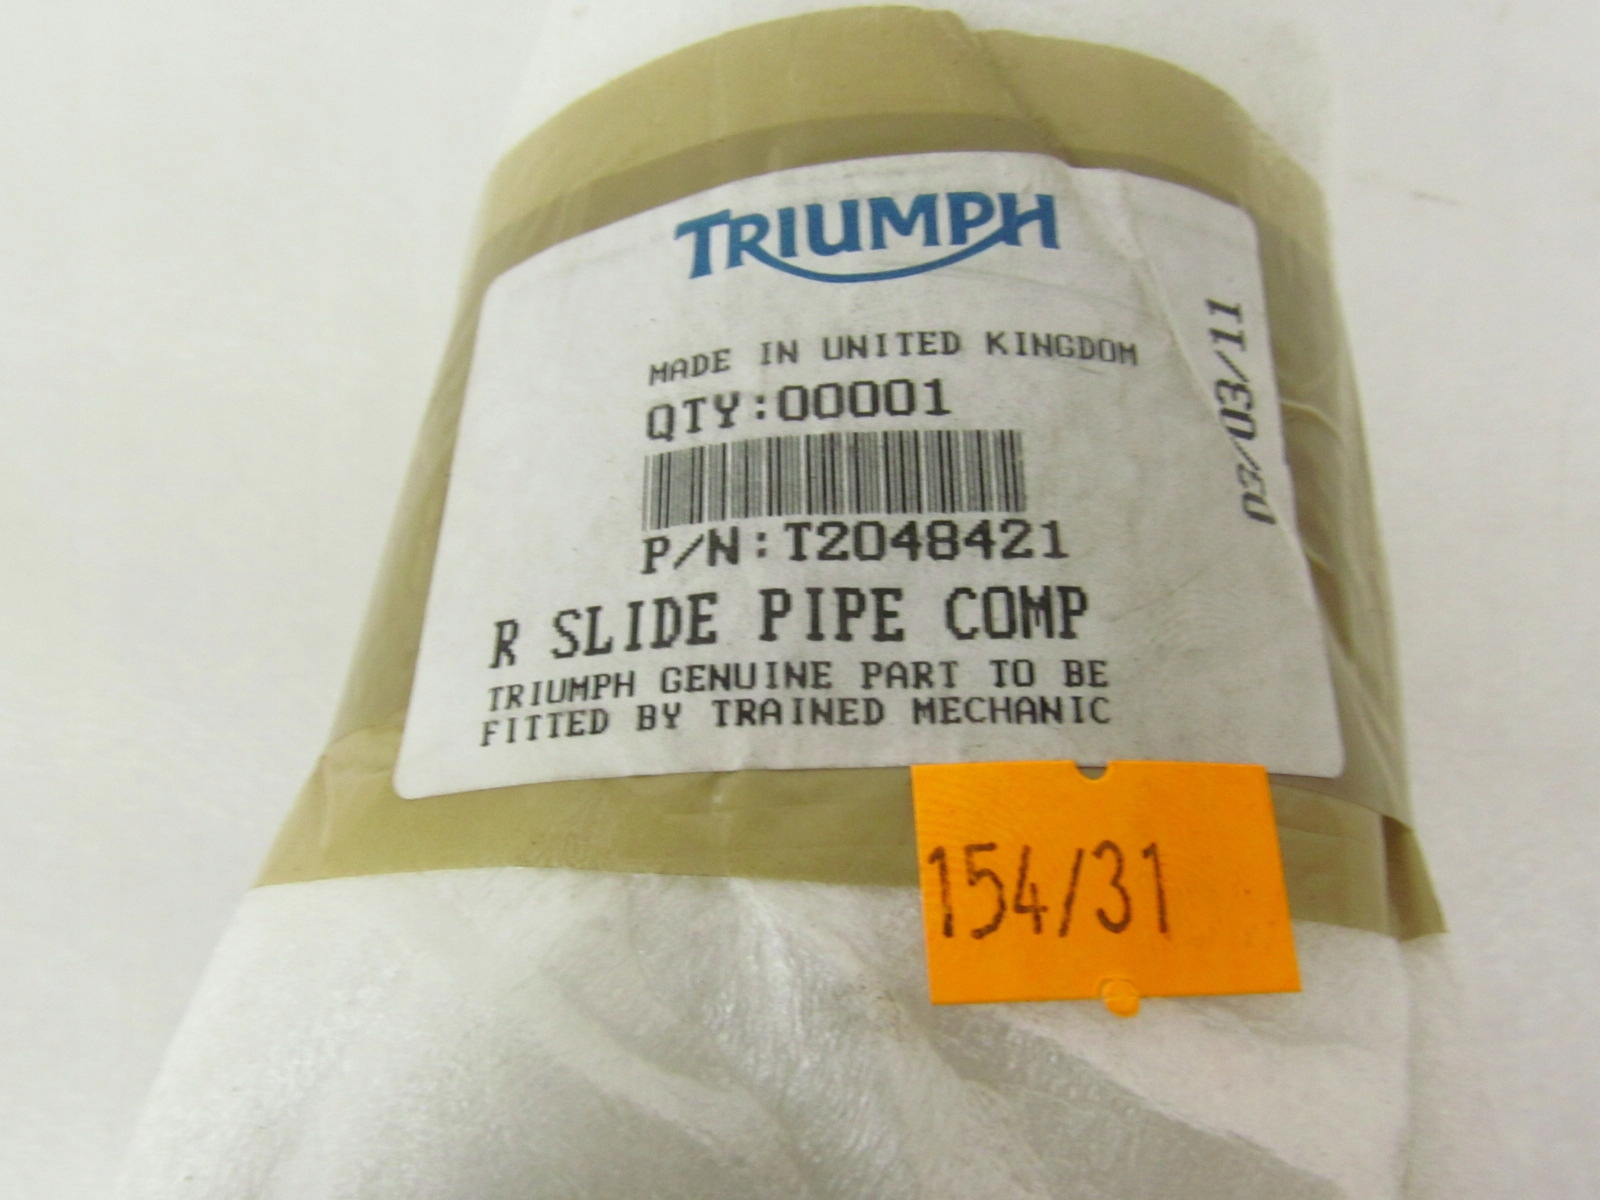 TRIUMPH
MADE IN UNITED KINGDOM
QTY:00001
P/N:T2048421
R SLIDE PIPE COMP
TRIUMPH GENUINE PART TO BE
FITTED BY TRAINED MECHANIC
03/03/11
154/31